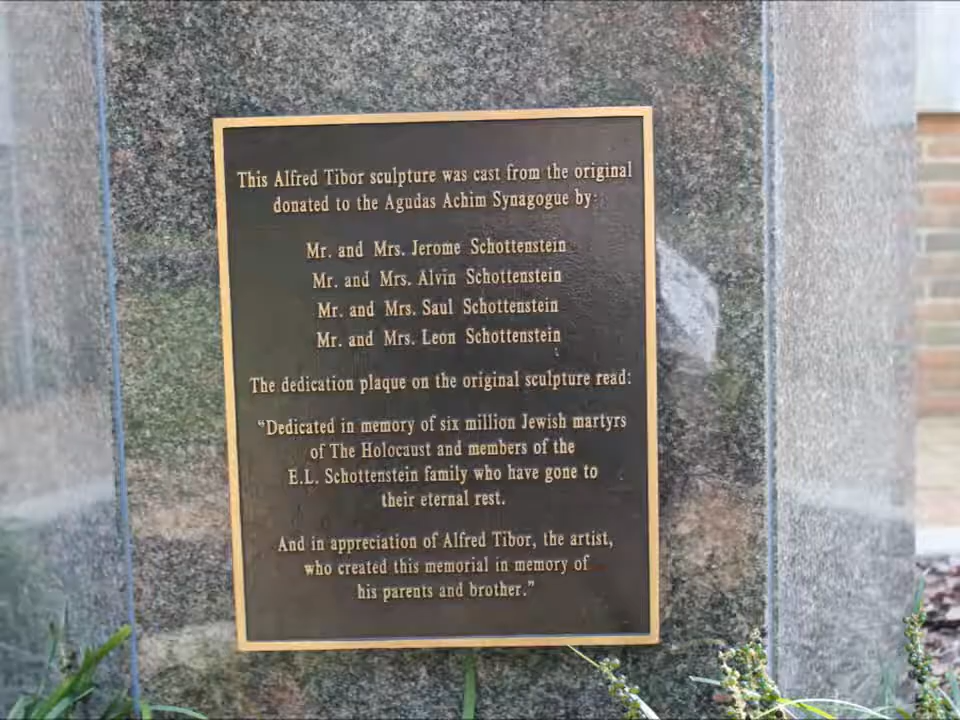 This Alfred Tibor sculpture was cast from the original
donated to the Agudas Achim Synagogue by:
Mr. and Mrs. Jerome Schottenstein
Mr. and Mrs. Alvin Schottenstein
Mr. and Mrs. Saul Schottenstein
Mr. and Mrs. Leon Schottenstein
The dedication plaque on the original sculpture read:
“Dedicated in memory of six million Jewish martyrs
of The Holocaust and members of the
E.L. Schottenstein family who have gone to
their eternal rest.
And in appreciation of Alfred Tibor, the artist,
who created this memorial in memory of
his parents and brother.”